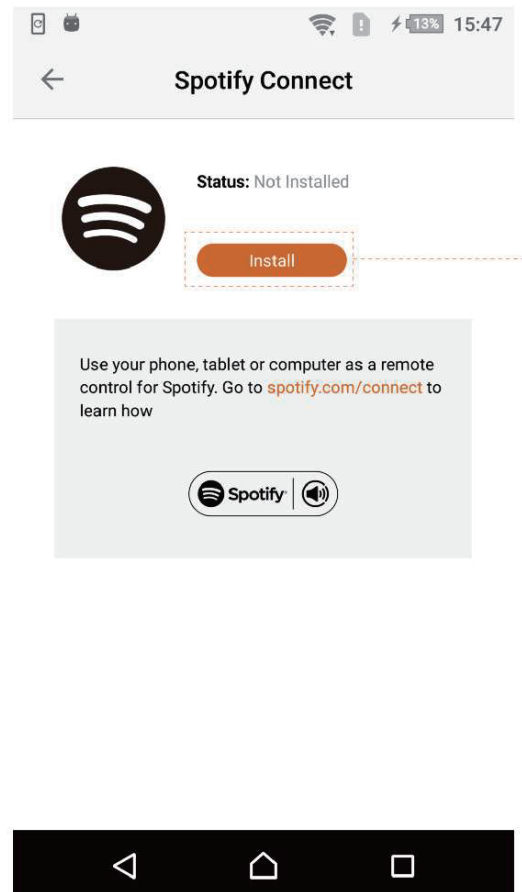 13% 15:47
Spotify Connect
Status: Not Installed
Install
Use your phone, tablet or computer as a remote
control for Spotify. Go to spotify.com/connect to
learn how
Spotify